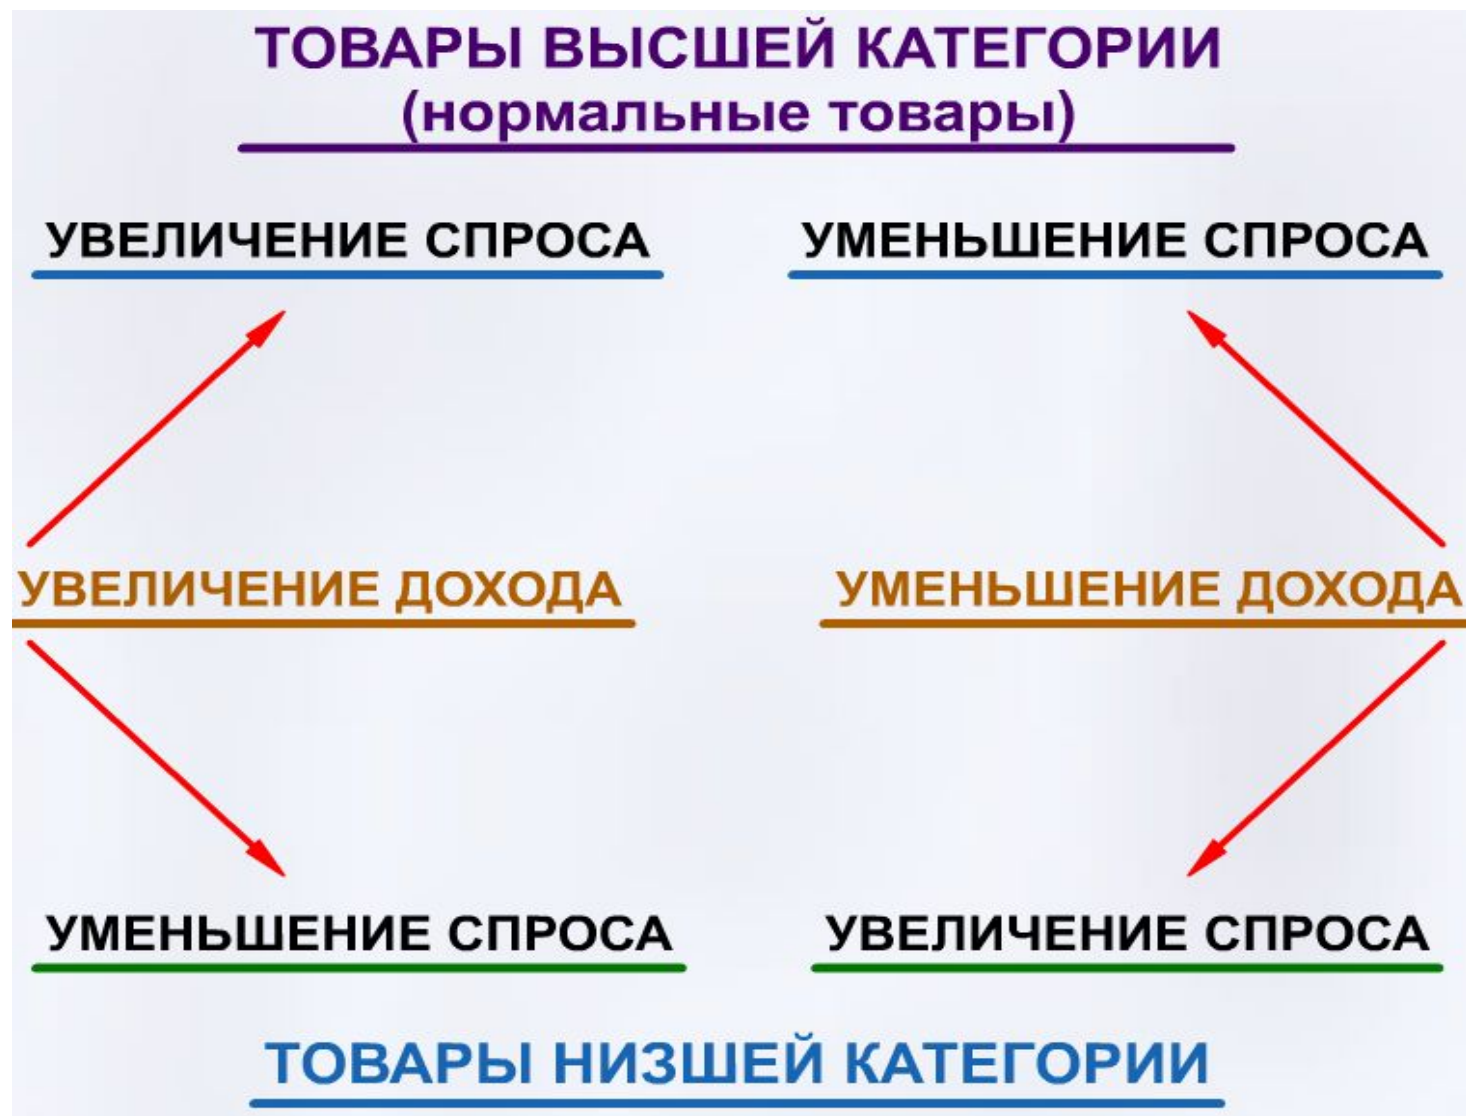 ТОВАРЫ ВЫСШЕЙ КАТЕГОРИИ
(нормальные товары)
УВЕЛИЧЕНИЕ СПРОСА
УМЕНЬШЕНИЕ СПРОСА
УВЕЛИЧЕНИЕ ДОХОДА
УМЕНЬШЕНИЕ ДОХОДА
УМЕНЬШЕНИЕ СПРОСА
УВЕЛИЧЕНИЕ СПРОСА
ТОВАРЫ НИЗШЕЙ КАТЕГОРИИ